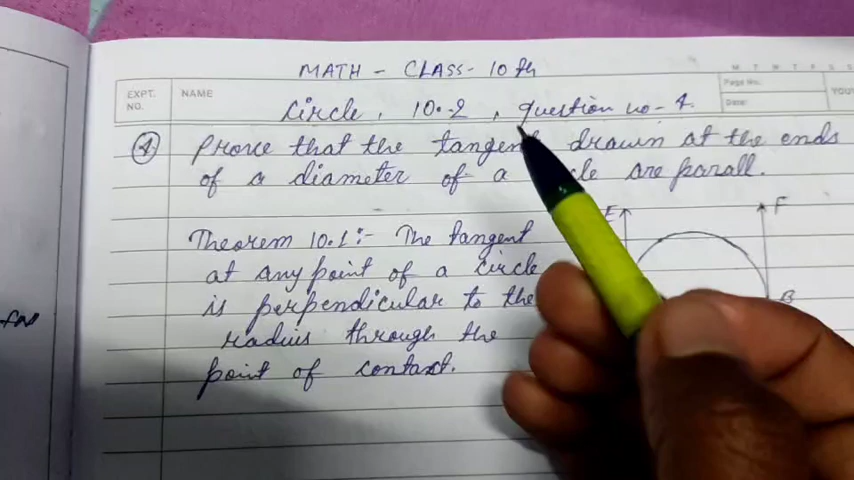 MATH - CLASS- 10th
EXPT. NO.
NAME
Page No.
Date:
YOU
Circle, 10.2, question no- 4.
4 Prove that the tangent drawn at the ends
of a diameter of a circle are parall.
E F
Theorem 10.1:- The tangent
at any point of a circle
is perpendicular to the
B
radius through the
point of contact.